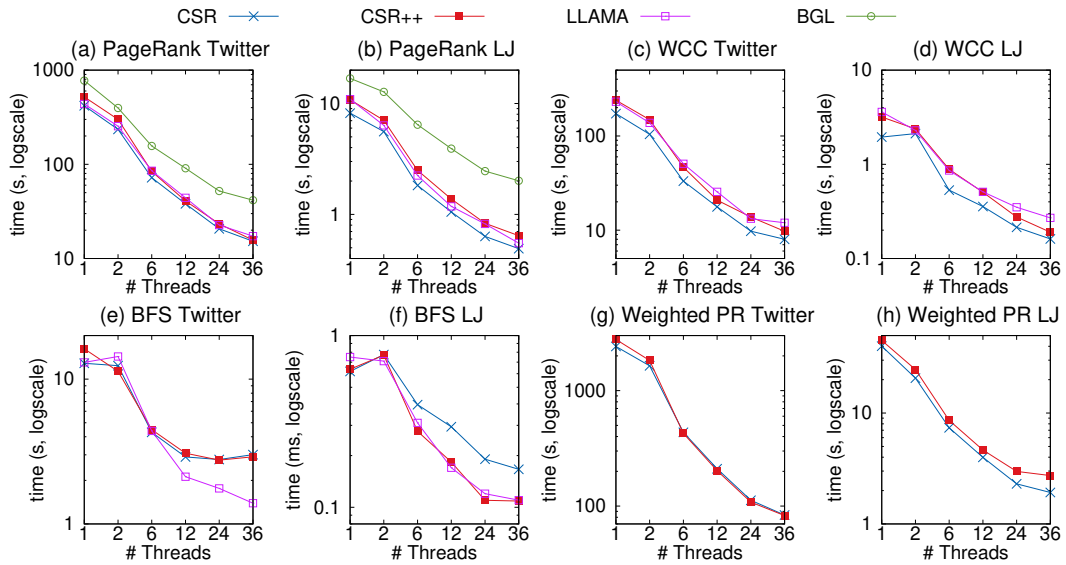 CSR CSR++ LLAMA BGL
(a) PageRank Twitter (b) PageRank LJ (c) WCC Twitter (d) WCC LJ
time (s, logscale)
1000
100
10
1 2 6 12 24 36
# Threads
time (s, logscale)
10
1
1 2 6 12 24 36
# Threads
time (s, logscale)
100
10
1 2 6 12 24 36
# Threads
time (s, logscale)
10
1
0.1
1 2 6 12 24 36
# Threads
(e) BFS Twitter (f) BFS LJ (g) Weighted PR Twitter (h) Weighted PR LJ
time (s, logscale)
10
1
1 2 6 12 24 36
# Threads
time (ms, logscale)
1
0.1
1 2 6 12 24 36
# Threads
time (s, logscale)
1000
100
1 2 6 12 24 36
# Threads
time (s, logscale)
10
1
1 2 6 12 24 36
# Threads